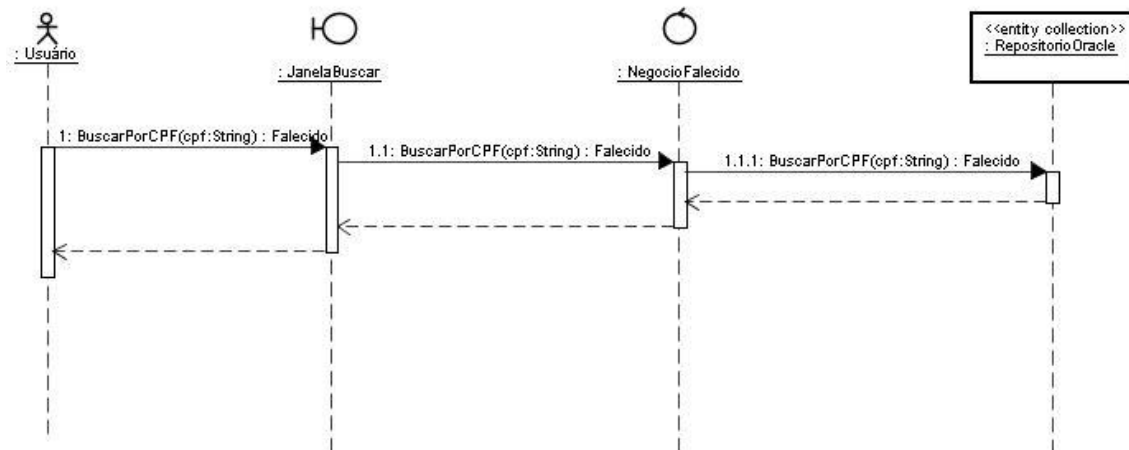 : Usuário
: JanelaBuscar
: NegocioFalecido
<<entity collection>>
: RepositorioOracle
1: BuscarPorCPF(cpf:String) : Falecido
1.1: BuscarPorCPF(cpf:String) : Falecido
1.1.1: BuscarPorCPF(cpf:String) : Falecido